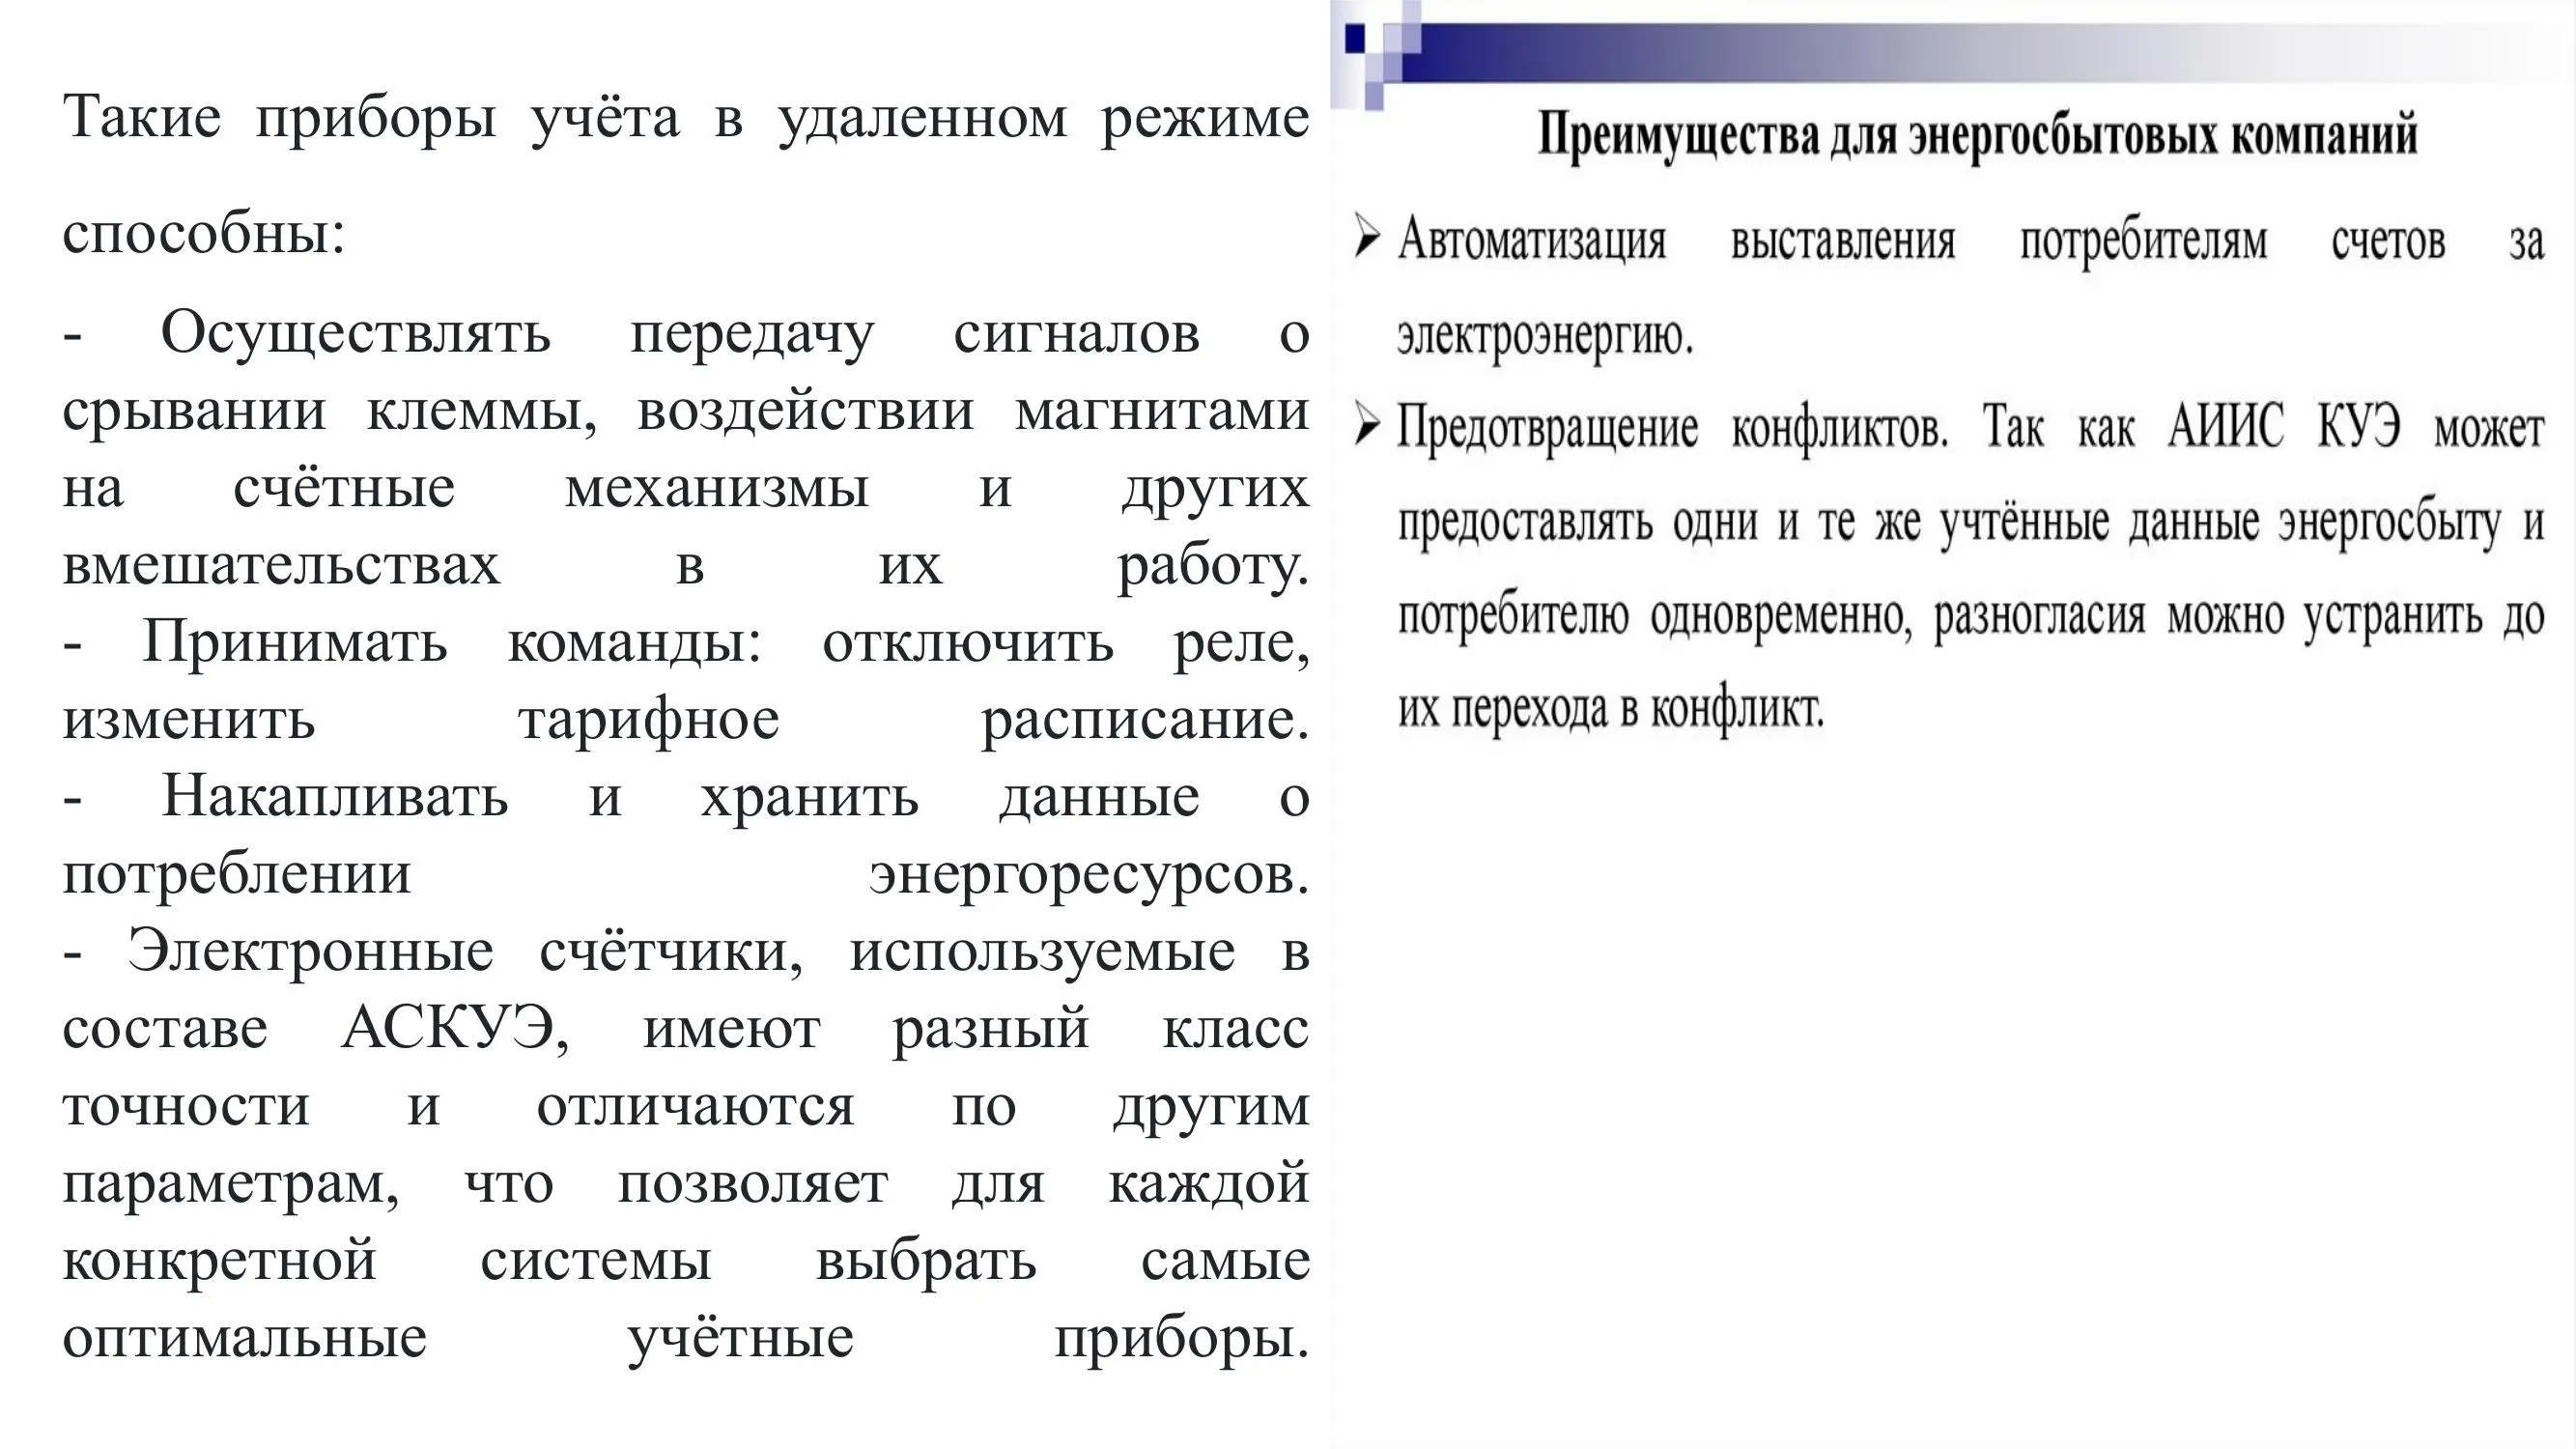 Такие приборы учёта в удаленном режиме
способны:
- Осуществлять передачу сигналов о
срывании клеммы, воздействии магнитами
на счётные механизмы и других
вмешательствах в их работу.
- Принимать команды: отключить реле,
изменить тарифное расписание.
- Накапливать и хранить данные о
потреблении энергоресурсов.
- Электронные счётчики, используемые в
составе АСКУЭ, имеют разный класс
точности и отличаются по другим
параметрам, что позволяет для каждой
конкретной системы выбрать самые
оптимальные учётные приборы.
Преимущества для энергосбытовых компаний
➢ Автоматизация выставления потребителям счетов за
электроэнергию.
➢ Предотвращение конфликтов. Так как АИИС КУЭ может
предоставлять одни и те же учтённые данные энергосбыту и
потребителю одновременно, разногласия можно устранить до
их перехода в конфликт.